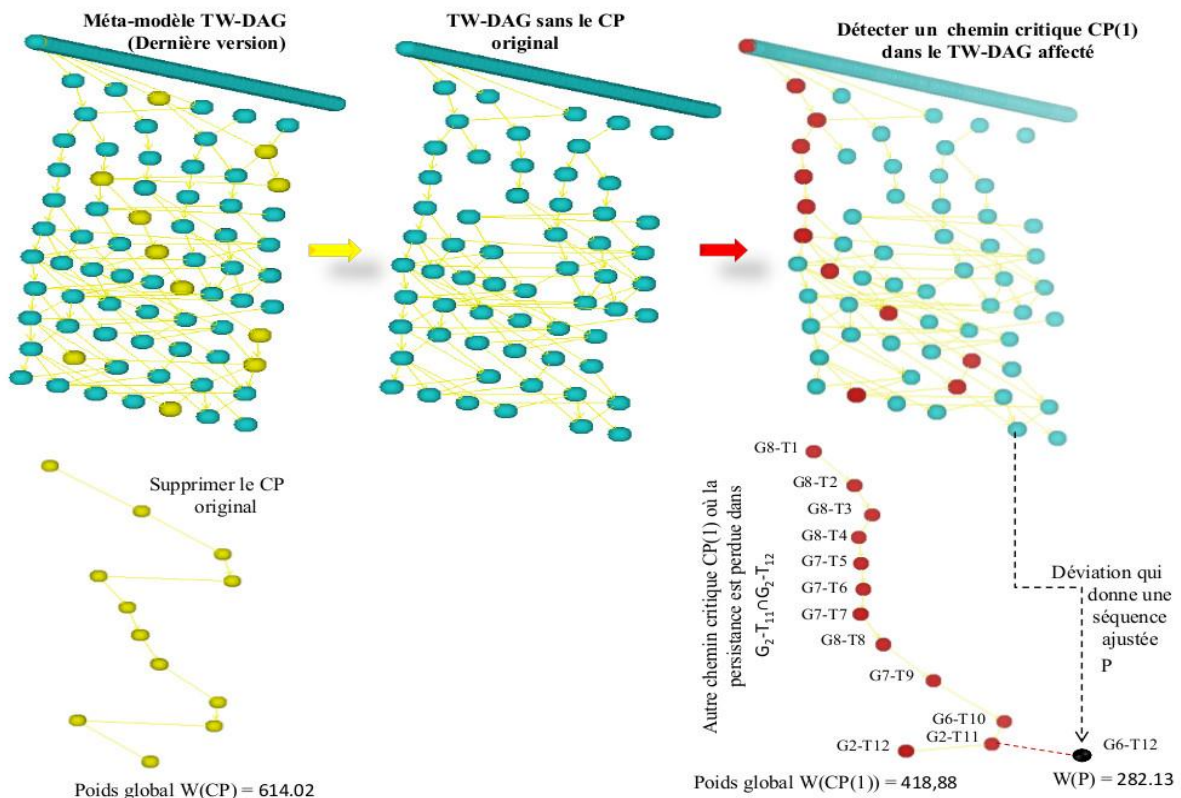 Méta-modèle TW-DAG
(Dernière version)
TW-DAG sans le CP
original
Détecter un chemin critique CP(1)
dans le TW-DAG affecté
Supprimer le CP
original
Poids global W(CP) = 614.02
Autre chemin critique CP(1) où la
persistance est perdue dans
G₂-T₁₁∩G₂-T₁₂
G8-T1
G8-T2
G8-T3
G8-T4
G7-T5
G7-T6
G7-T7
G8-T8
G7-T9
G6-T10
G2-T11
G2-T12
Poids global W(CP(1)) = 418,88
Déviation qui
donne une
séquence
ajustée
P
G6-T12
W(P) = 282.13